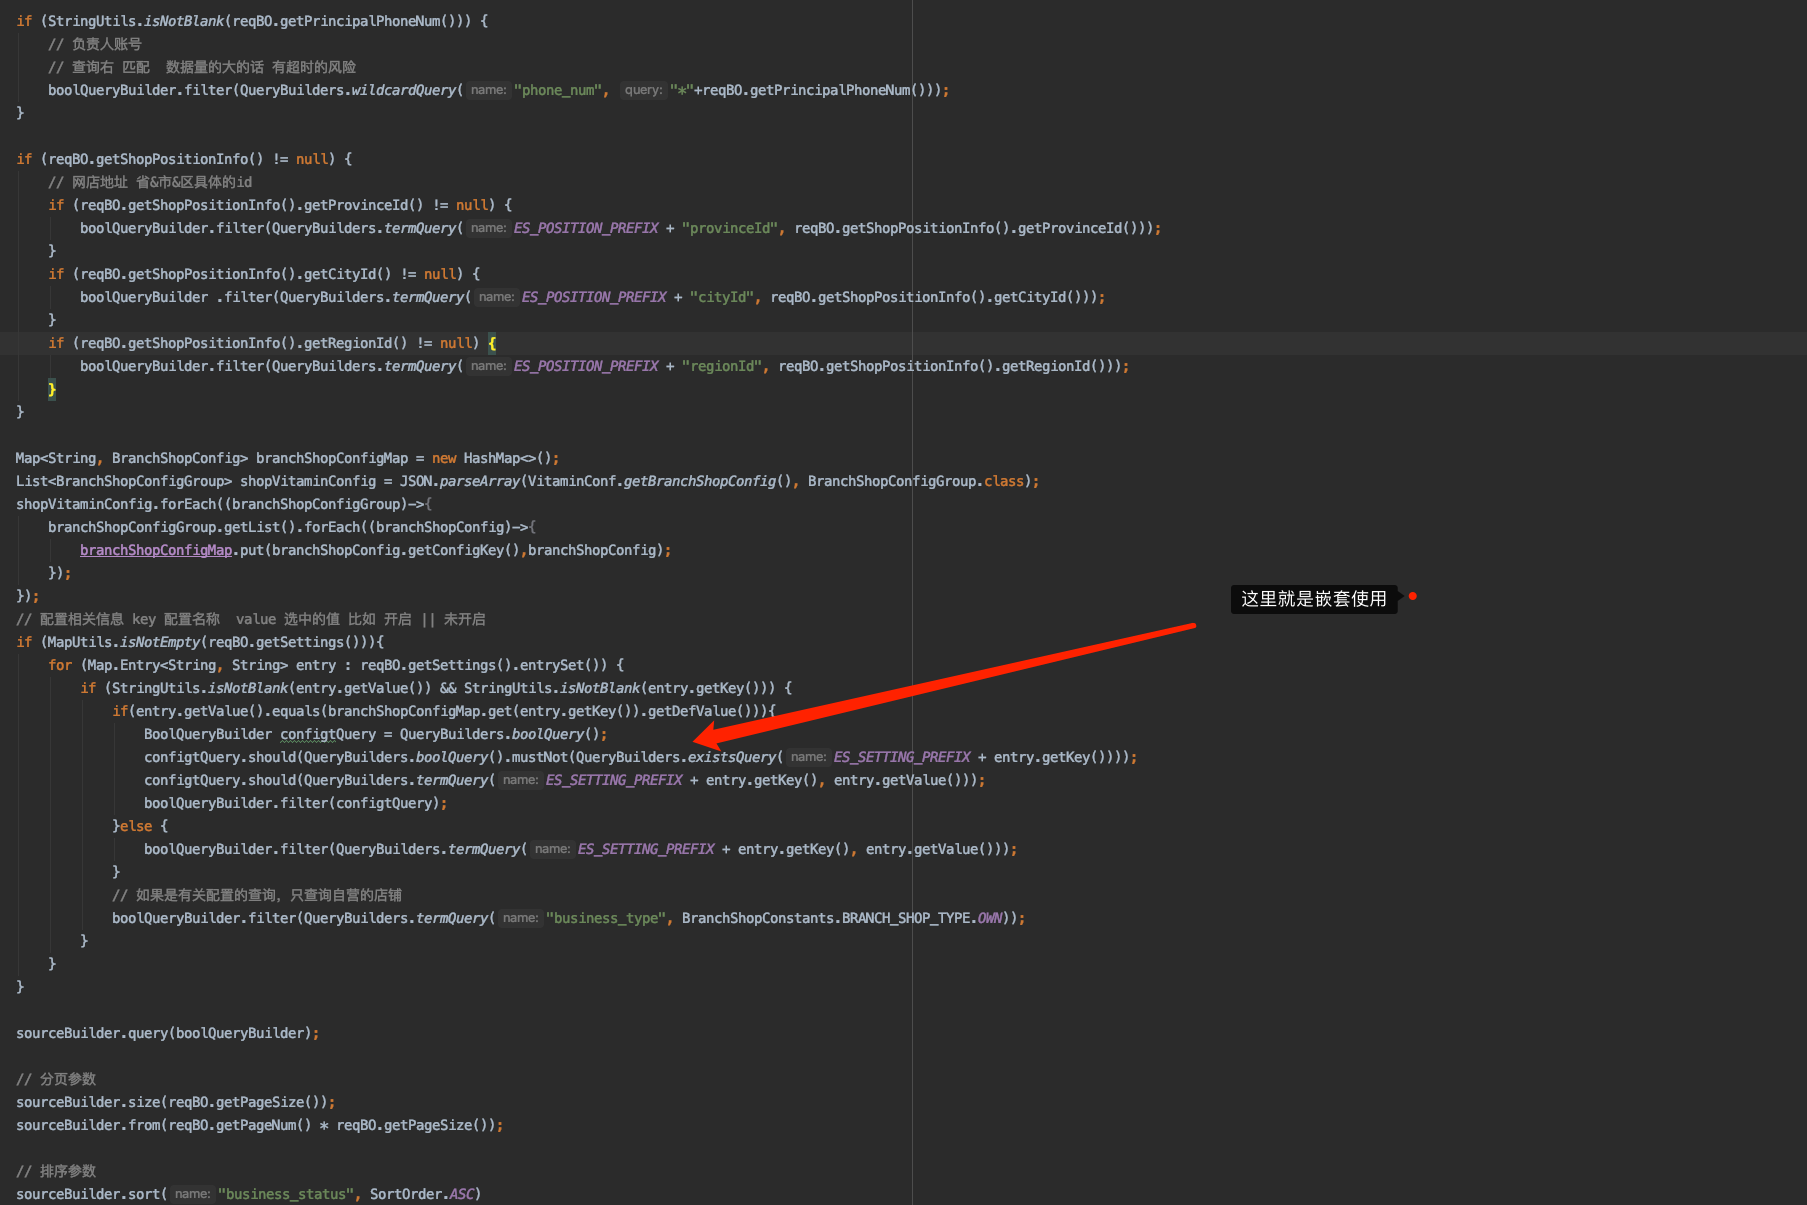 if (StringUtils.isNotBlank(reqBO.getPrincipalPhoneNum())) {
// 负责人账号
// 查询右 匹配  数据量的大的话 有超时的风险
boolQueryBuilder.filter(QueryBuilders.wildcardQuery( name: "phone_num", query: "*"+reqBO.getPrincipalPhoneNum()));
}
if (reqBO.getShopPositionInfo() != null) {
// 网店地址 省&市&区具体的id
if (reqBO.getShopPositionInfo().getProvinceId() != null) {
boolQueryBuilder.filter(QueryBuilders.termQuery( name: ES_POSITION_PREFIX + "provinceId", reqBO.getShopPositionInfo().getProvinceId()));
}
if (reqBO.getShopPositionInfo().getCityId() != null) {
boolQueryBuilder .filter(QueryBuilders.termQuery( name: ES_POSITION_PREFIX + "cityId", reqBO.getShopPositionInfo().getCityId()));
}
if (reqBO.getShopPositionInfo().getRegionId() != null) {
boolQueryBuilder.filter(QueryBuilders.termQuery( name: ES_POSITION_PREFIX + "regionId", reqBO.getShopPositionInfo().getRegionId()));
}
}
Map<String, BranchShopConfig> branchShopConfigMap = new HashMap<>();
List<BranchShopConfigGroup> shopVitaminConfig = JSON.parseArray(VitaminConf.getBranchShopConfig(), BranchShopConfigGroup.class);
shopVitaminConfig.forEach((branchShopConfigGroup)->{
branchShopConfigGroup.getList().forEach((branchShopConfig)->{
branchShopConfigMap.put(branchShopConfig.getConfigKey(),branchShopConfig);
});
});
这里就是嵌套使用
// 配置相关信息 key 配置名称  value 选中的值 比如 开启 || 未开启
if (MapUtils.isNotEmpty(reqBO.getSettings())){
for (Map.Entry<String, String> entry : reqBO.getSettings().entrySet()) {
if (StringUtils.isNotBlank(entry.getValue()) && StringUtils.isNotBlank(entry.getKey())) {
if(entry.getValue().equals(branchShopConfigMap.get(entry.getKey()).getDefValue())){
BoolQueryBuilder configtQuery = QueryBuilders.boolQuery();
configtQuery.should(QueryBuilders.boolQuery().mustNot(QueryBuilders.existsQuery( name: ES_SETTING_PREFIX + entry.getKey())));
configtQuery.should(QueryBuilders.termQuery( name: ES_SETTING_PREFIX + entry.getKey(), entry.getValue()));
boolQueryBuilder.filter(configtQuery);
}else {
boolQueryBuilder.filter(QueryBuilders.termQuery( name: ES_SETTING_PREFIX + entry.getKey(), entry.getValue()));
}
// 如果是有关配置的查询，只查询自营的店铺
boolQueryBuilder.filter(QueryBuilders.termQuery( name: "business_type", BranchShopConstants.BRANCH_SHOP_TYPE.OWN));
}
}
}
sourceBuilder.query(boolQueryBuilder);
// 分页参数
sourceBuilder.size(reqBO.getPageSize());
sourceBuilder.from(reqBO.getPageNum() * reqBO.getPageSize());
// 排序参数
sourceBuilder.sort( name: "business_status", SortOrder.ASC)